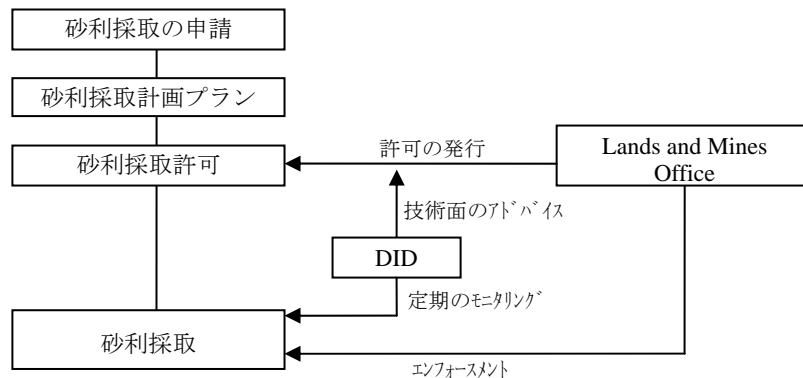 砂利採取の申請
砂利採取計画プラン
砂利採取許可
許可の発行
Lands and Mines
Office
技術面のｱﾄﾞﾊﾞｲｽ
DID
定期のﾓﾆﾀﾘﾝｸﾞ
砂利採取
ｴﾝﾌｫｰｽﾒﾝﾄ